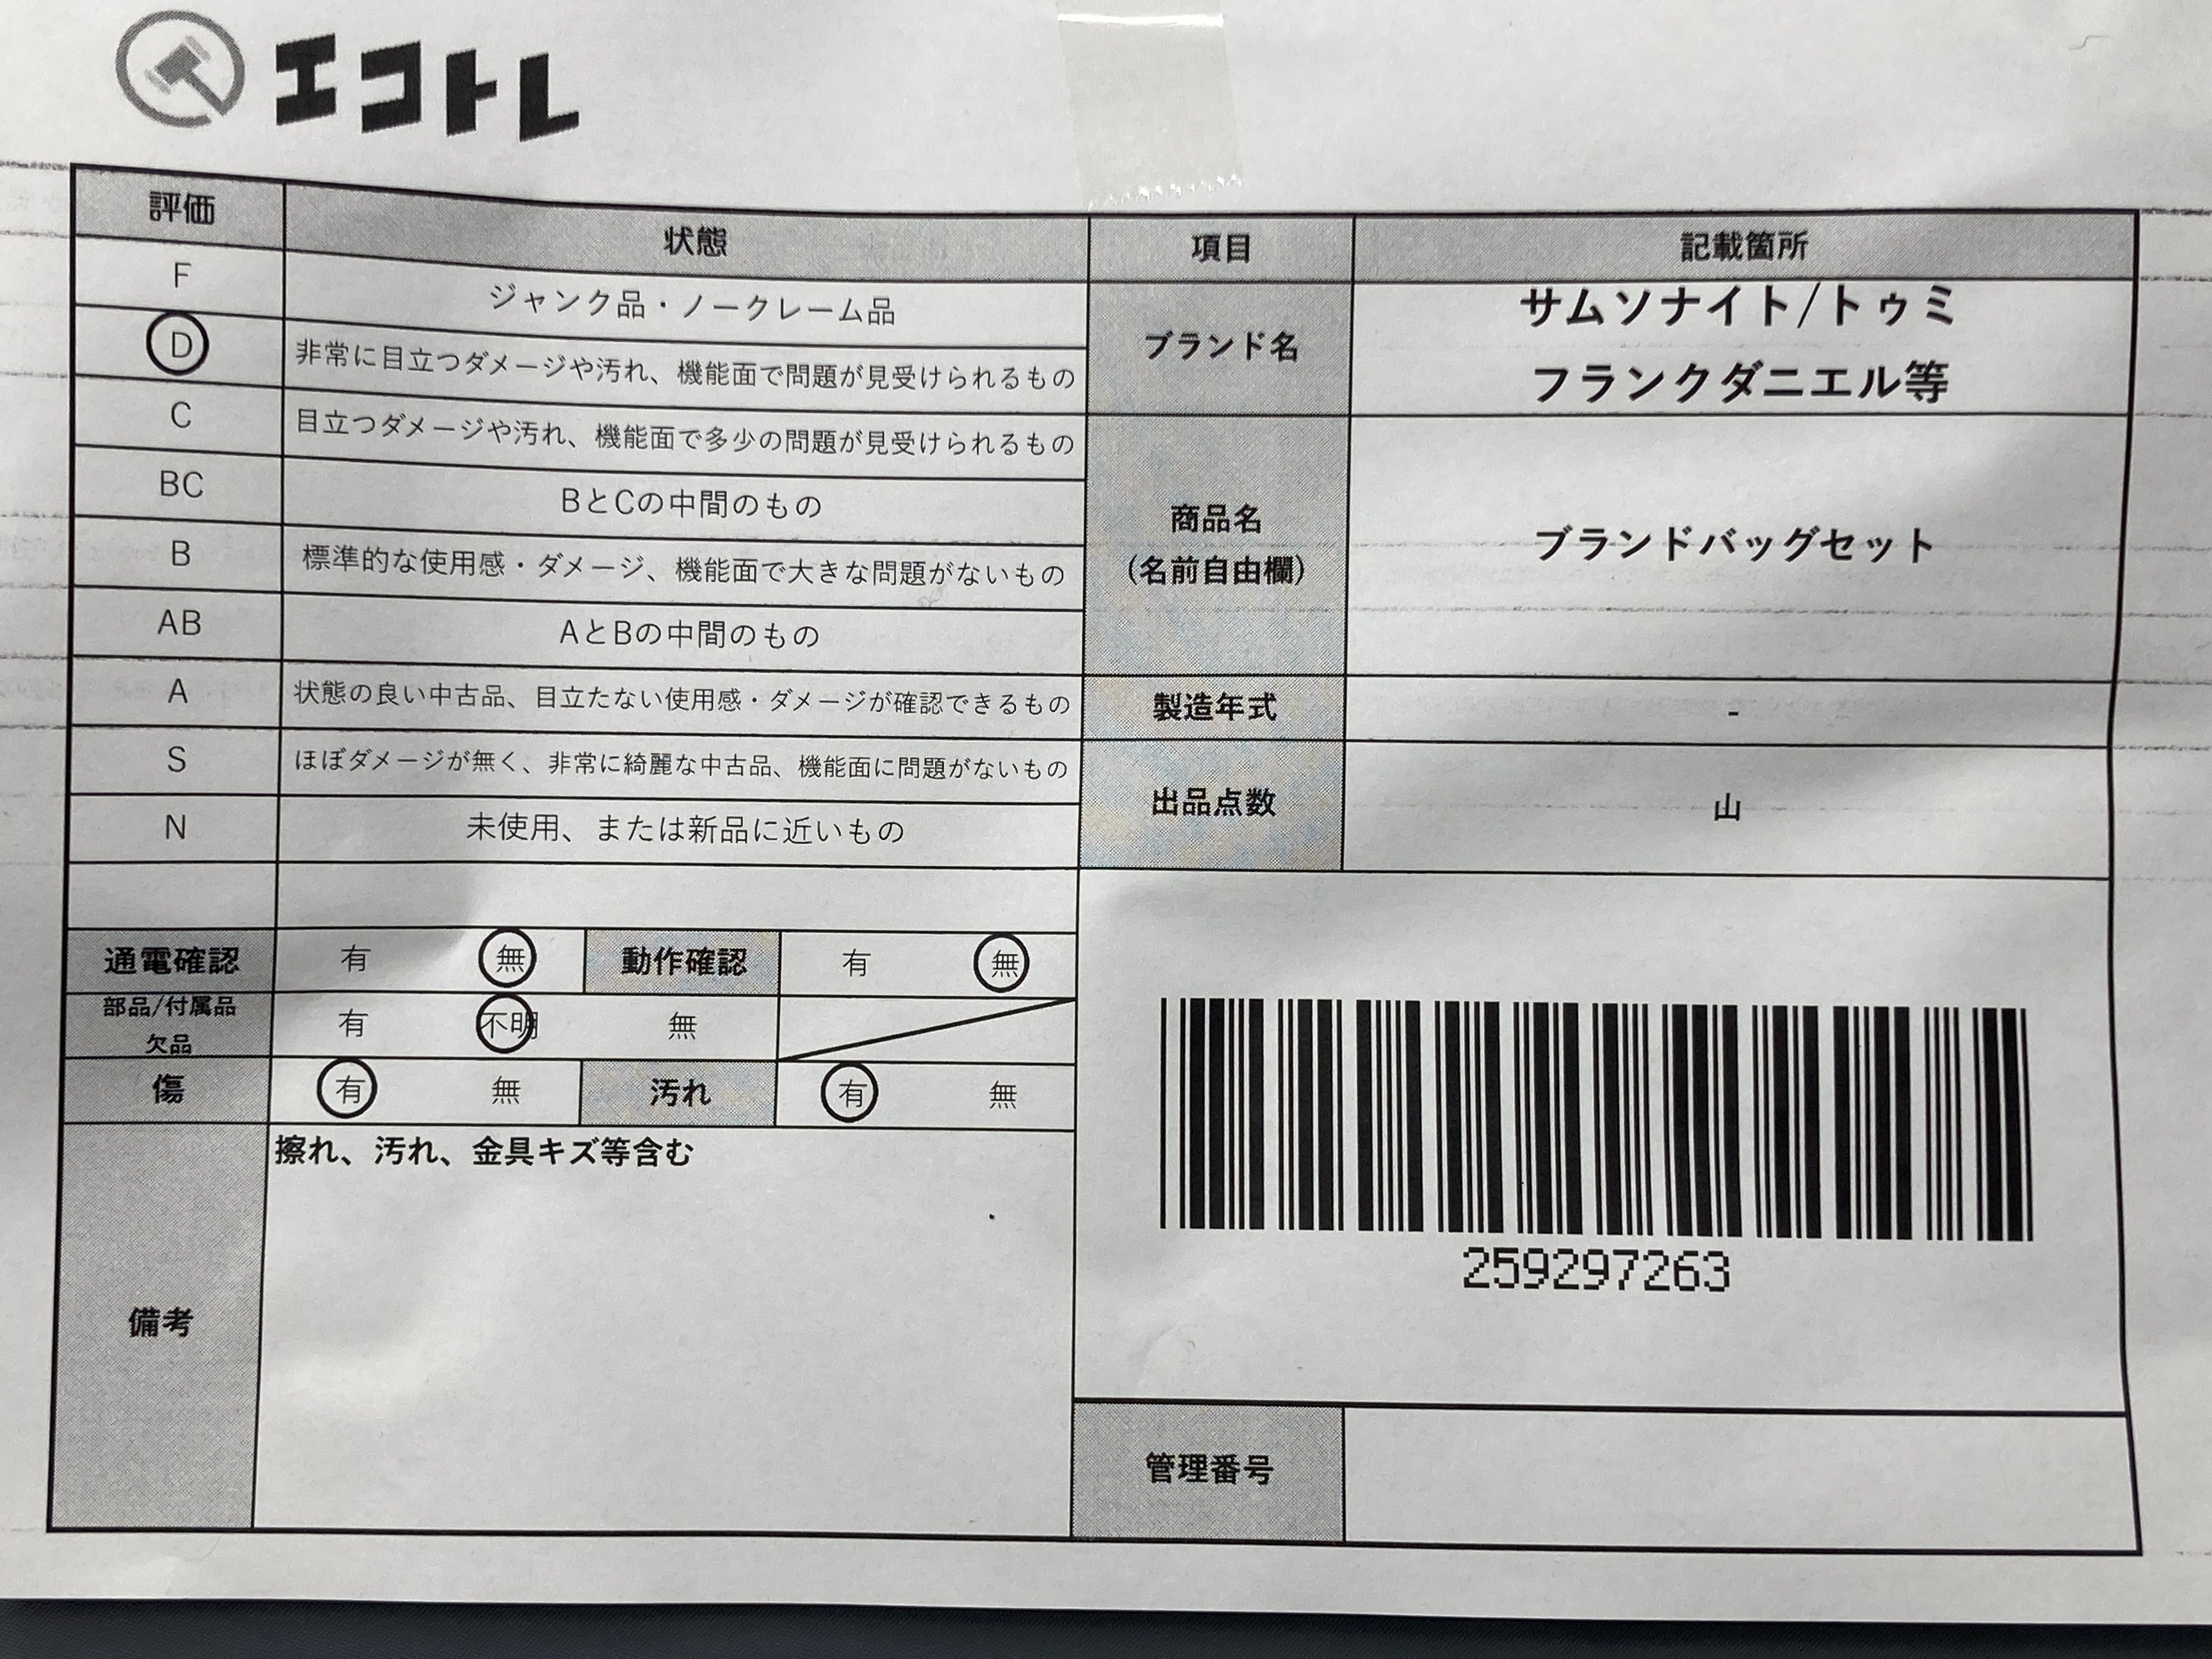 エコトレ
評価
状態
F
ジャンク品・ノークレーム品
D
非常に目立つダメージや汚れ、機能面で問題が見受けられるもの
C
目立つダメージや汚れ、機能面で多少の問題が見受けられるもの
BC
BとCの中間のもの
B
標準的な使用感・ダメージ、機能面で大きな問題がないもの
AB
AとBの中間のもの
A
状態の良い中古品、目立たない使用感・ダメージが確認できるもの
S
ほぼダメージが無く、非常に綺麗な中古品、機能面に問題がないもの
N
未使用、または新品に近いもの
項目
記載箇所
ブランド名
サムソナイト/トゥミ
フランクダニエル等
商品名
(名前自由欄)
ブランドバッグセット
製造年式
-
出品点数
山
通電確認
有
無
動作確認
有
無
部品/付属品
欠品
有
不明
無
傷
有
無
汚れ
有
無
備考
擦れ、汚れ、金具キズ等含む
259297263
管理番号